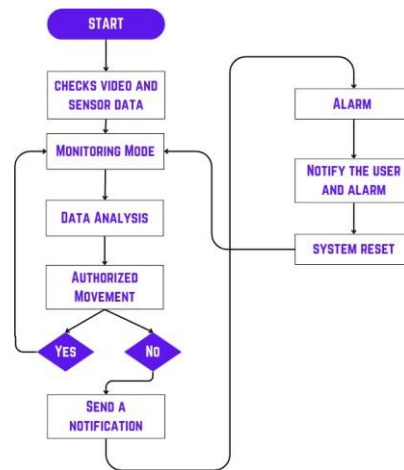 START
CHECKS VIDEO AND
SENSOR DATA
MONITORING MODE
DATA ANALYSIS
AUTHORIZED
MOVEMENT
YES
NO
SEND A
NOTIFICATION
ALARM
NOTIFY THE USER
AND ALARM
SYSTEM RESET